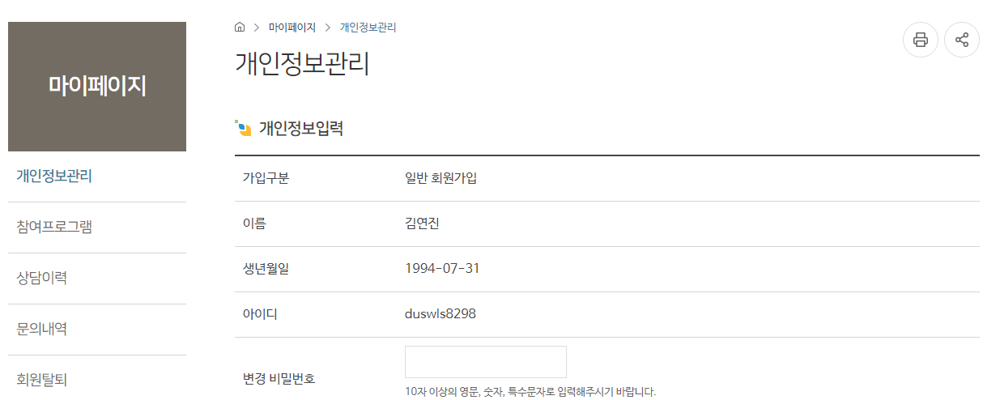 마이페이지 > 개인정보관리
개인정보관리
마이페이지
개인정보관리
참여프로그램
상담이력
문의내역
회원탈퇴
개인정보입력
가입구분 일반 회원가입
이름 김연진
생년월일 1994-07-31
아이디 duswls8298
변경 비밀번호
10자 이상의 영문, 숫자, 특수문자로 입력해주시기 바랍니다.